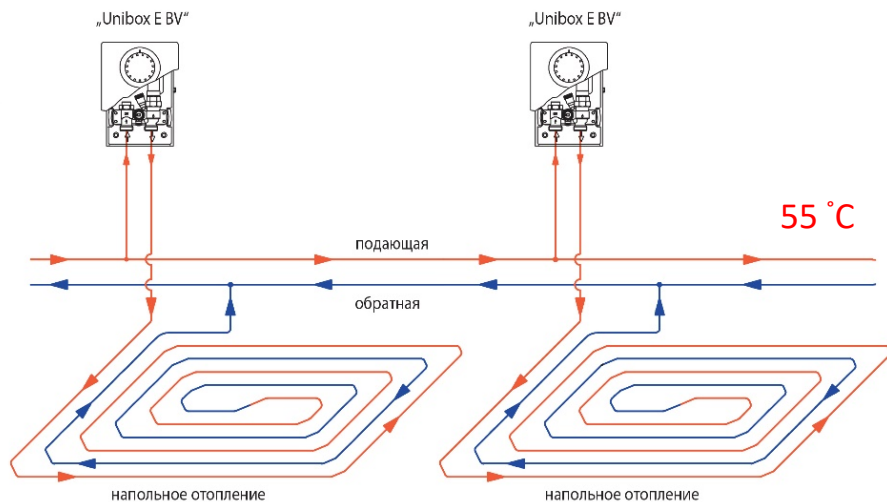 „Unibox E BV“
„Unibox E BV“
55 °C
подающая
обратная
напольное отопление
напольное отопление